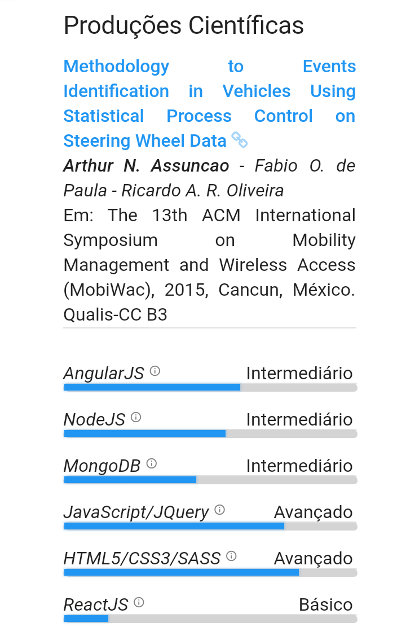 Produções Científicas
Methodology to Events
Identification in Vehicles Using
Statistical Process Control on
Steering Wheel Data
Arthur N. Assuncao - Fabio O. de
Paula - Ricardo A. R. Oliveira
Em: The 13th ACM International
Symposium on Mobility
Management and Wireless Access
(MobiWac), 2015, Cancun, México.
Qualis-CC B3
AngularJS Intermediário
NodeJS Intermediário
MongoDB Intermediário
JavaScript/JQuery Avançado
HTML5/CSS3/SASS Avançado
ReactJS Básico